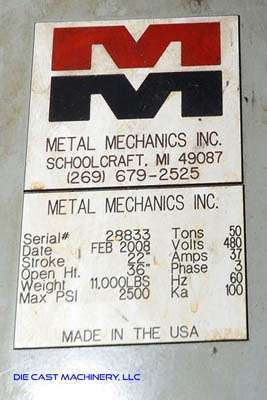 METAL MECHANICS INC.
SCHOOLCRAFT, MI 49087
(269) 679-2525
METAL MECHANICS INC.
Serial# 28833 Tons 50
Date FEB 2008 Volts 480
Stroke 22" Amps 37
Open Ht. 36" Phase 3
Weight 11,000LBS Hz 60
Max PSI 2500 Ka 100
MADE IN THE USA
DIE CAST MACHINERY, LLC